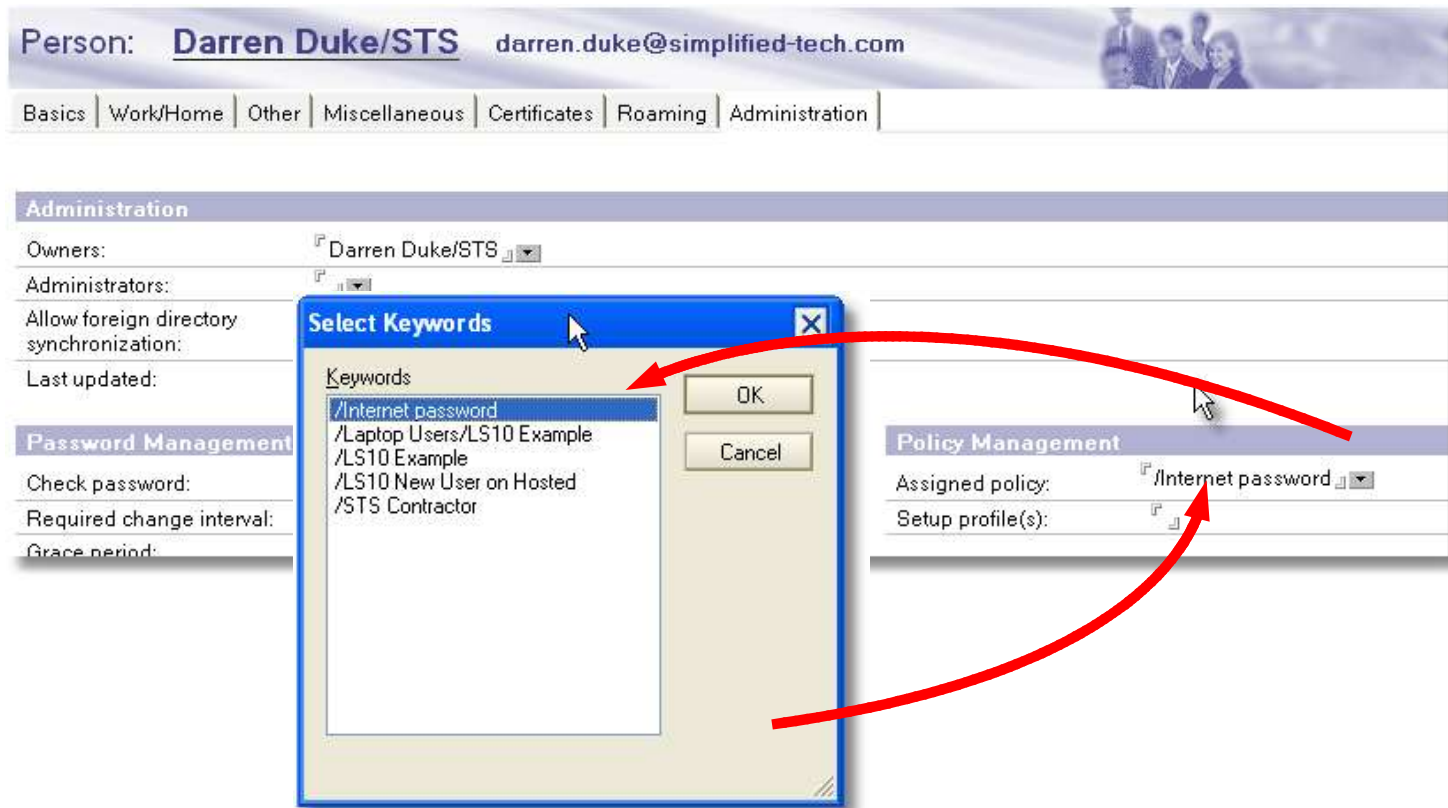 Person: Darren Duke/STS darren.duke@simplified-tech.com
Basics Work/Home Other Miscellaneous Certificates Roaming Administration
Administration
Owners: Darren Duke/STS
Administrators:
Allow foreign directory
synchronization:
Last updated:
Password Management
Check password:
Required change interval:
Grace period:
Select Keywords
Keywords
/Internet password
/Laptop Users/LS10 Example
/LS10 Example
/LS10 New User on Hosted
/STS Contractor
OK
Cancel
Policy Management
Assigned policy: /Internet password
Setup profile(s):